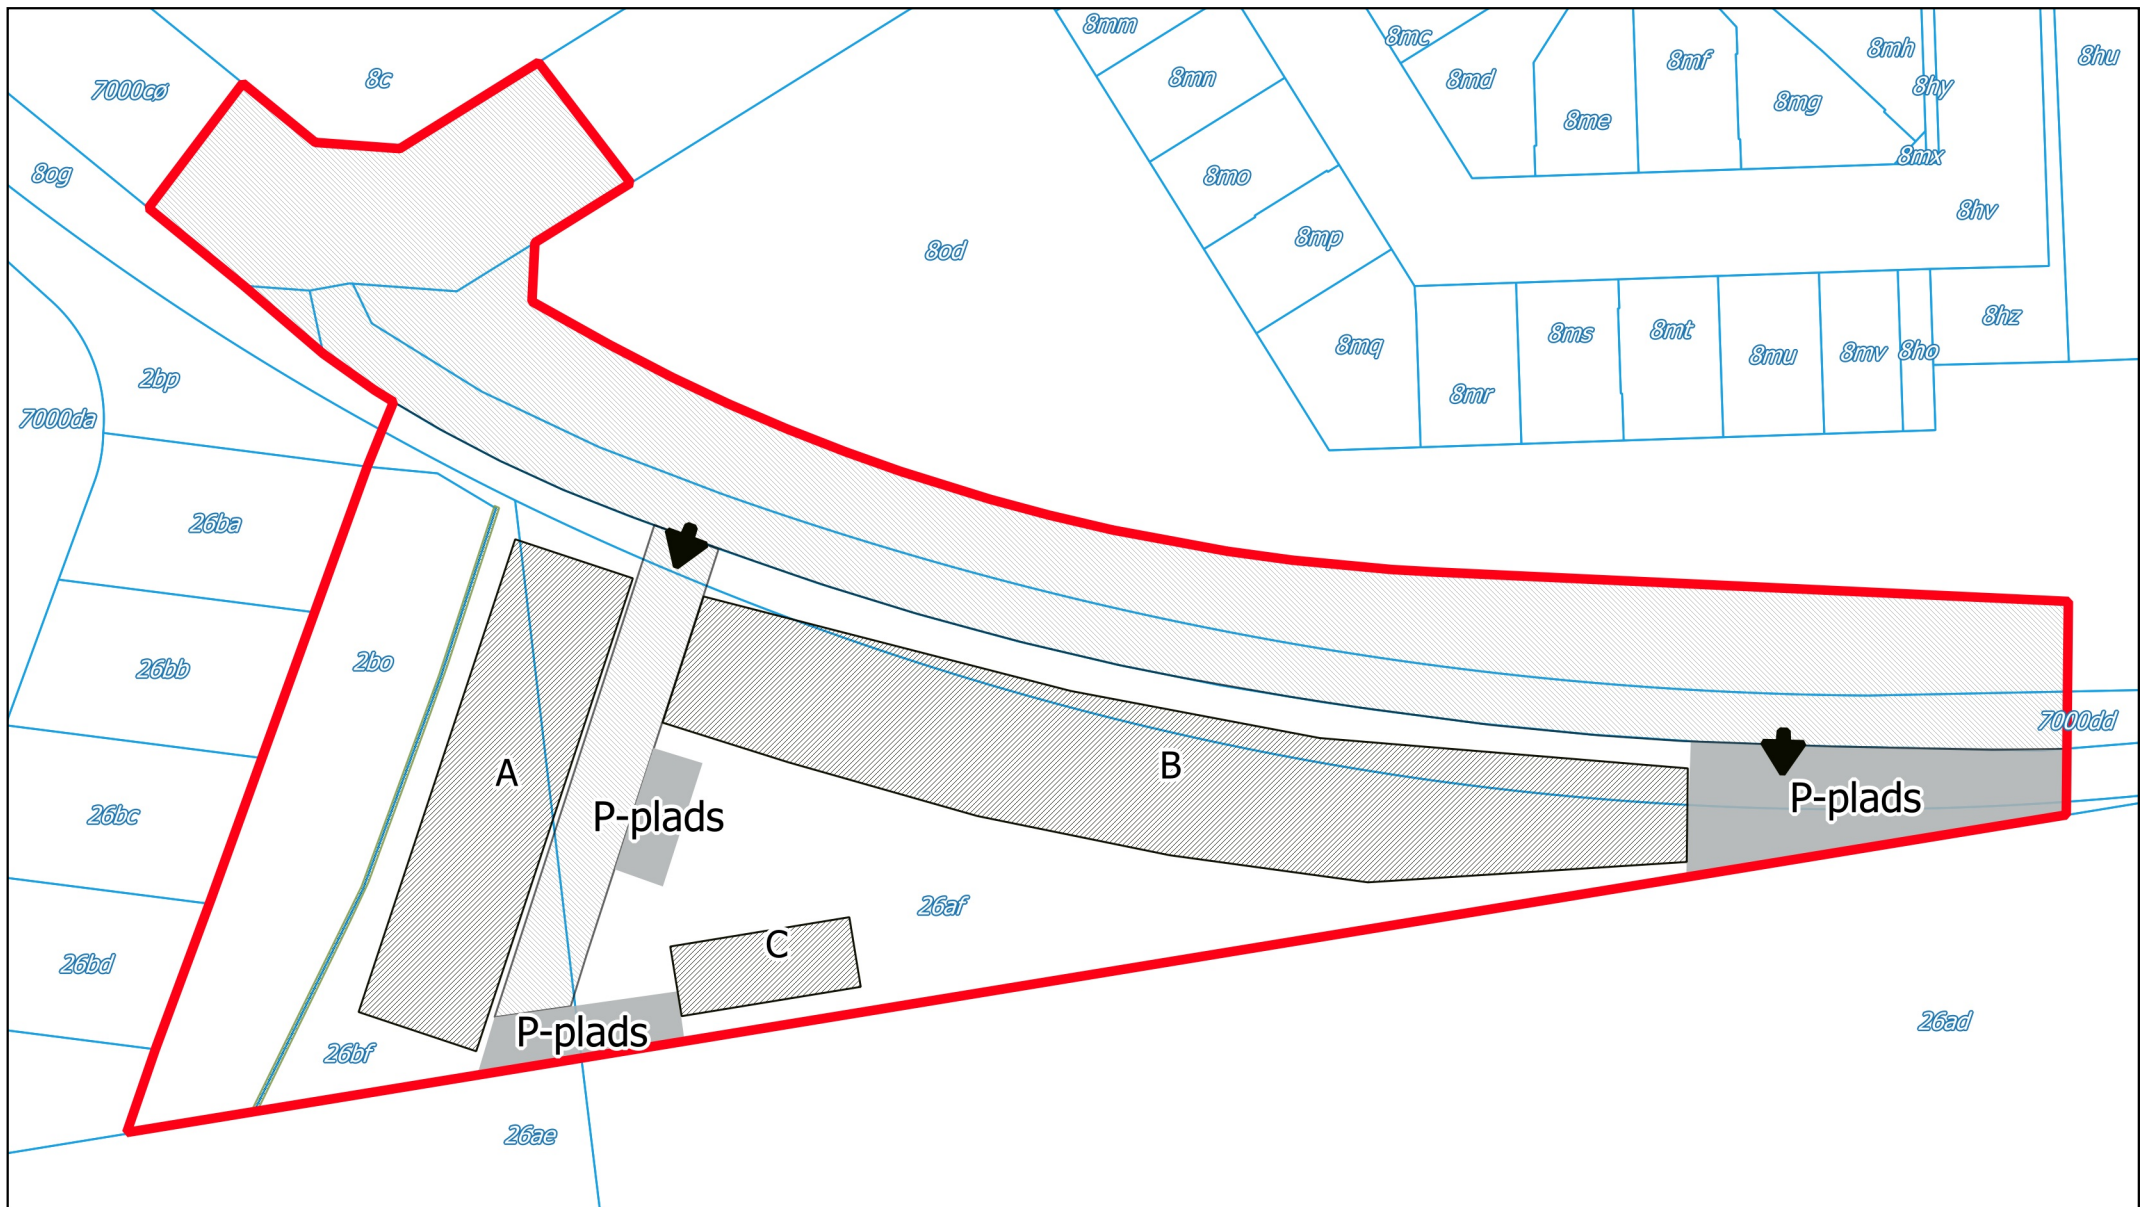 8mm
8mc
8mh
8hu
8c
7000cø
8mn
8md
8mf
8hy
8mg
8me
8og
8mo
8mx
8hv
8mp
8od
8hz
8mq
8ms
8mt
8mu
8mv
8ho
2bp
8mr
7000da
26ba
2bo
26bb
7000dd
A
B
P-plads
P-plads
26bc
26af
C
26bd
P-plads
26bf
26ad
26ae